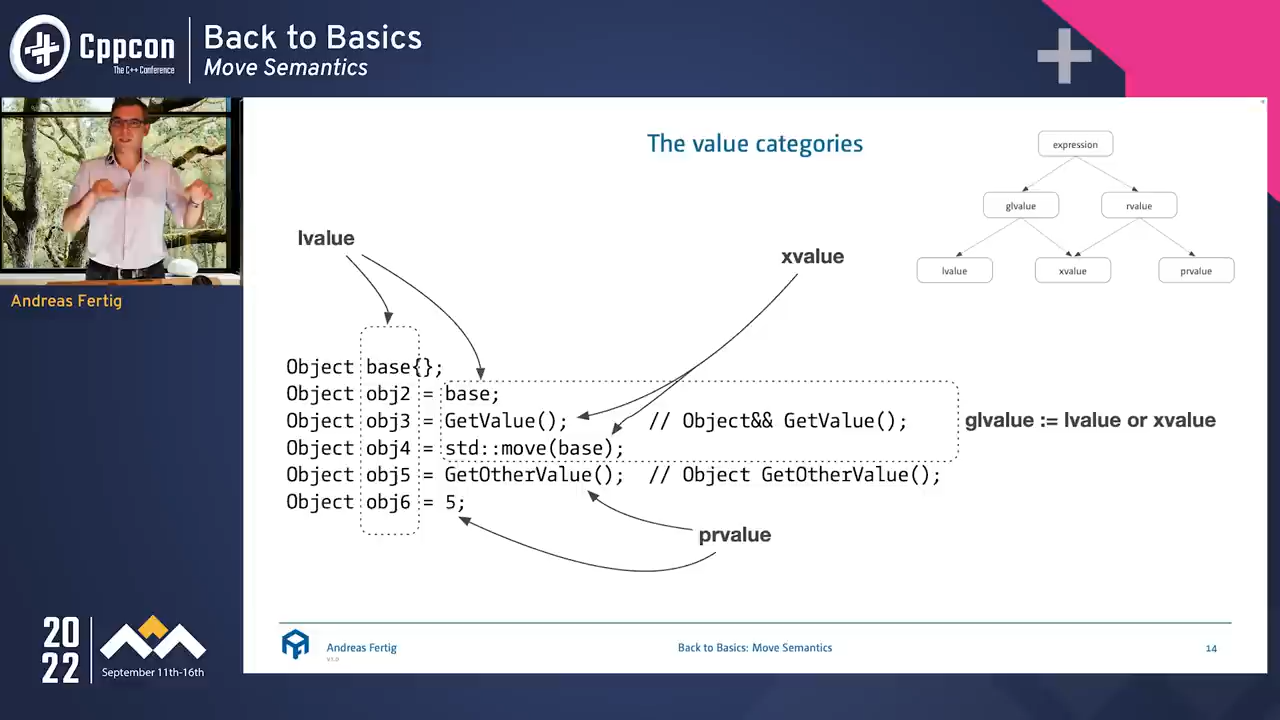 Cppcon
The C++ Conference
Back to Basics
Move Semantics
Andreas Fertig
20
22
September 11th-16th
The value categories
expression
glvalue
rvalue
lvalue
xvalue
prvalue
lvalue
xvalue
Object base{};
Object obj2 = base;
Object obj3 = GetValue(); // Object&& GetValue();
Object obj4 = std::move(base);
Object obj5 = GetOtherValue(); // Object GetOtherValue();
Object obj6 = 5;
glvalue := lvalue or xvalue
prvalue
Andreas Fertig
v1.0
Back to Basics: Move Semantics
14